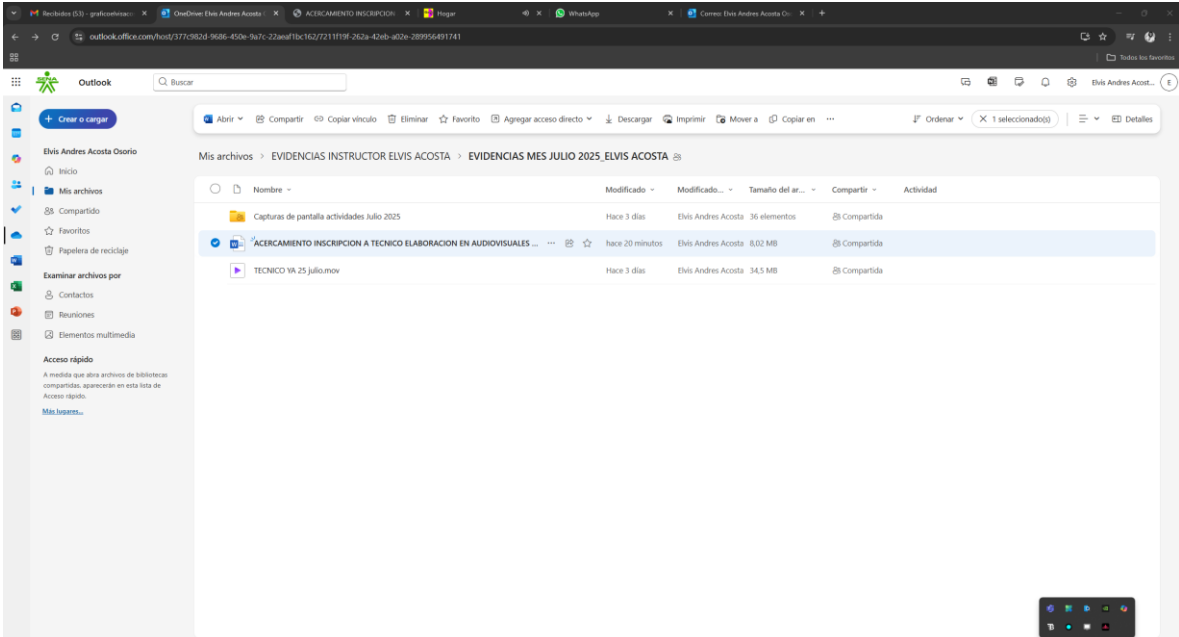 Recibidos (53) - graficoelvisaco
OneDrive: Elvis Andres Acosta
ACERCAMIENTO INSCRIPCION
Hogar
WhatsApp
Correo: Elvis Andres Acosta Os
outlook.office.com/host/377c982d-9686-450e-9a7c-22aeaf1bc162/7211f19f-262a-42eb-a02e-289956491741
Todos los favoritos
SENA
Outlook
Buscar
Elvis Andres Acost...
E
+ Crear o cargar
Abrir
Compartir
Copiar vínculo
Eliminar
Favorito
Agregar acceso directo
Descargar
Imprimir
Mover a
Copiar en
...
Ordenar
1 seleccionado(s)
Detalles
Elvis Andres Acosta Osorio
Inicio
Mis archivos
Compartido
Favoritos
Papelera de reciclaje
Examinar archivos por
Contactos
Reuniones
Elementos multimedia
Acceso rápido
A medida que abra archivos de bibliotecas
compartidas, aparecerán en esta lista de
Acceso rápido.
Más lugares...
Mis archivos > EVIDENCIAS INSTRUCTOR ELVIS ACOSTA > EVIDENCIAS MES JULIO 2025_ELVIS ACOSTA
Nombre Modificado Modificado... Tamaño del ar... Compartir Actividad
Capturas de pantalla actividades Julio 2025 Hace 3 días Elvis Andres Acosta 36 elementos Compartida
ACERCAMIENTO INSCRIPCION A TECNICO ELABORACION EN AUDIOVISUALES ... ... hace 20 minutos Elvis Andres Acosta 8,02 MB Compartida
TECNICO YA 25 julio.mov Hace 3 días Elvis Andres Acosta 34,5 MB Compartida